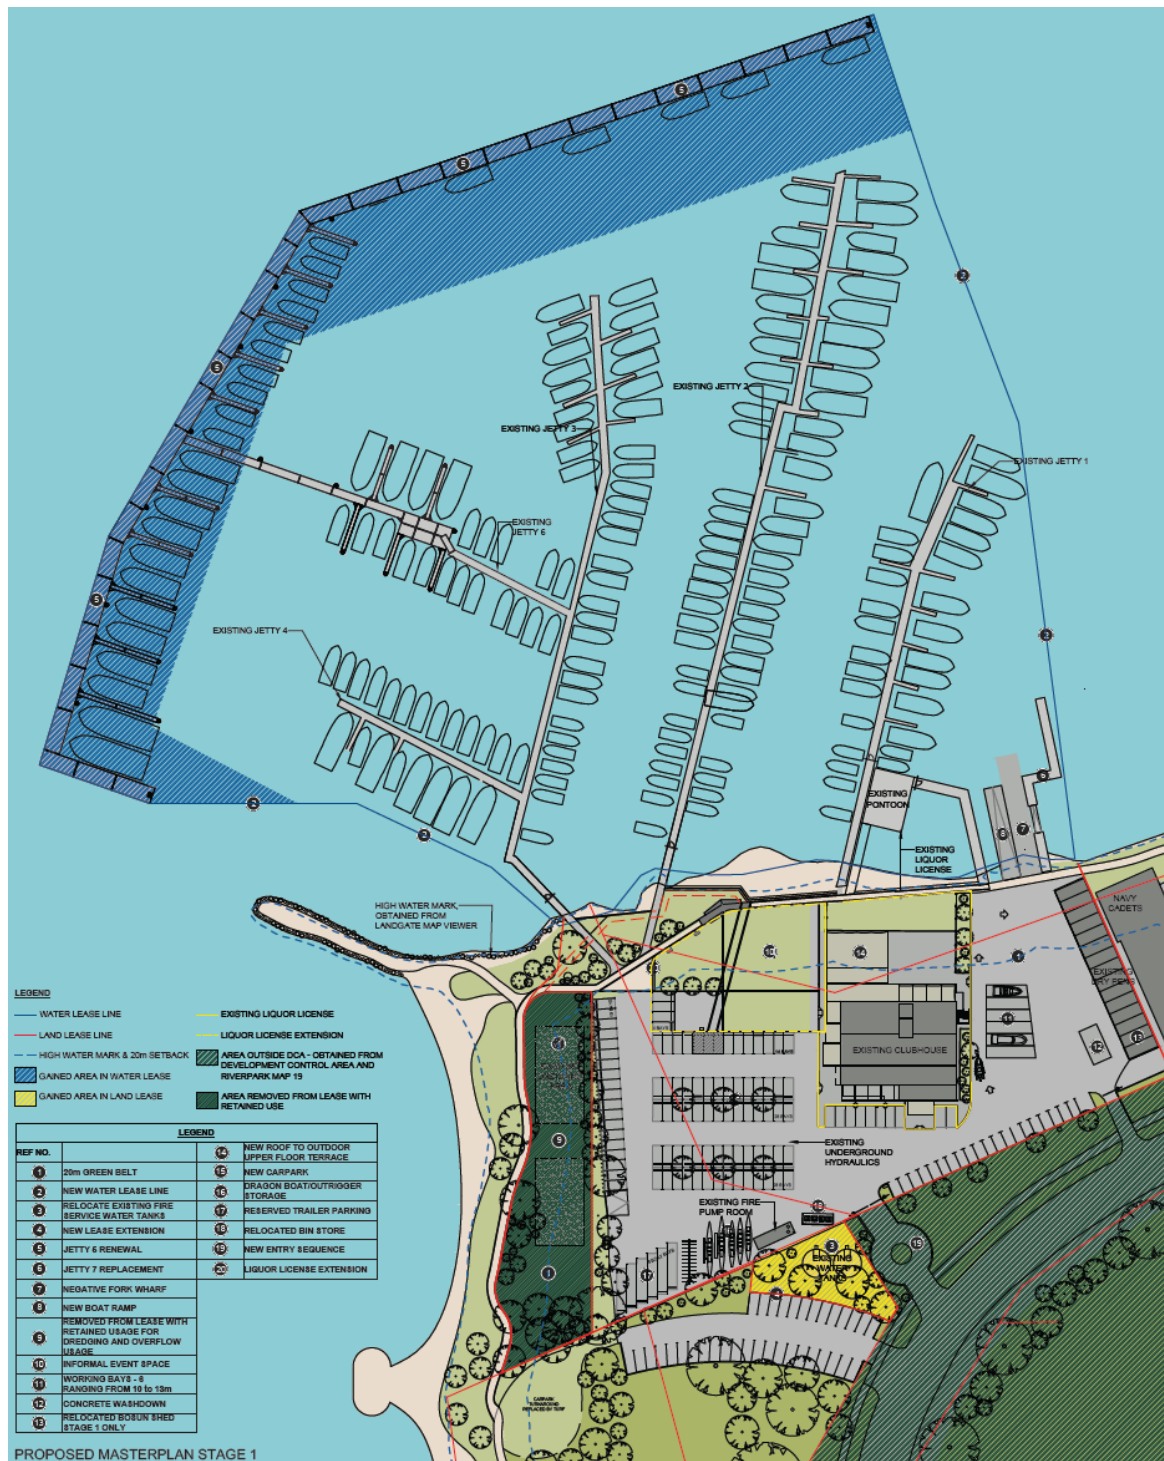 EXISTING JETTY 2
EXISTING JETTY 3
EXISTING JETTY 1
EXISTING
JETTY 6
EXISTING JETTY 4
EXISTING
PONTOON
EXISTING
LIQUOR
LICENSE
HIGH WATER MARK,
OBTAINED FROM
LANDGATE MAP VIEWER
NAVY
CADETS
EXISTING
DRY PENS
EXISTING CLUBHOUSE
EXISTING
UNDERGROUND
HYDRAULICS
EXISTING FIRE
PUMP ROOM
EXISTING
WATER
TANKS
CARPARK
TURNAROUND
REPLACED BY TURF
LEGEND
WATER LEASE LINE
LAND LEASE LINE
HIGH WATER MARK & 20m SETBACK
GAINED AREA IN WATER LEASE
GAINED AREA IN LAND LEASE
EXISTING LIQUOR LICENSE
LIQUOR LICENSE EXTENSION
AREA OUTSIDE DCA - OBTAINED FROM
DEVELOPMENT CONTROL AREA AND
RIVERPARK MAP 19
AREA REMOVED FROM LEASE WITH
RETAINED USE
LEGEND
REF NO.
1 20m GREEN BELT
2 NEW WATER LEASE LINE
3 RELOCATE EXISTING FIRE
SERVICE WATER TANKS
4 NEW LEASE EXTENSION
5 JETTY 5 RENEWAL
6 JETTY 7 REPLACEMENT
7 NEGATIVE FORK WHARF
8 NEW BOAT RAMP
9 REMOVED FROM LEASE WITH
RETAINED USAGE FOR
DREDGING AND OVERFLOW
USAGE
10 INFORMAL EVENT SPACE
11 WORKING BAYS - 6
RANGING FROM 10 to 13m
12 CONCRETE WASHDOWN
13 RELOCATED BOSUN SHED
STAGE 1 ONLY
14 NEW ROOF TO OUTDOOR
UPPER FLOOR TERRACE
15 NEW CARPARK
16 DRAGON BOAT/OUTRIGGER
STORAGE
17 RESERVED TRAILER PARKING
18 RELOCATED BIN STORE
19 NEW ENTRY SEQUENCE
20 LIQUOR LICENSE EXTENSION
PROPOSED MASTERPLAN STAGE 1